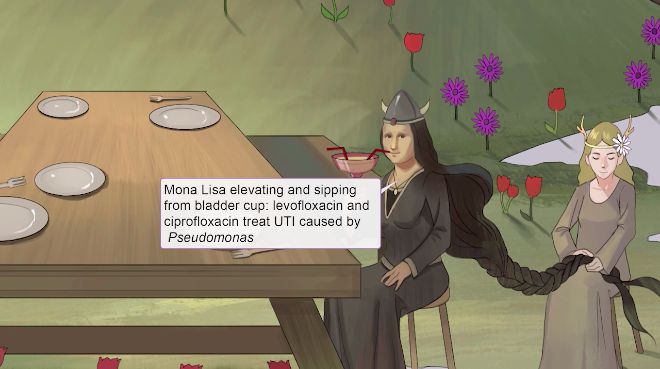 Mona Lisa elevating and sipping
from bladder cup: levofloxacin and
ciprofloxacin treat UTI caused by
Pseudomonas